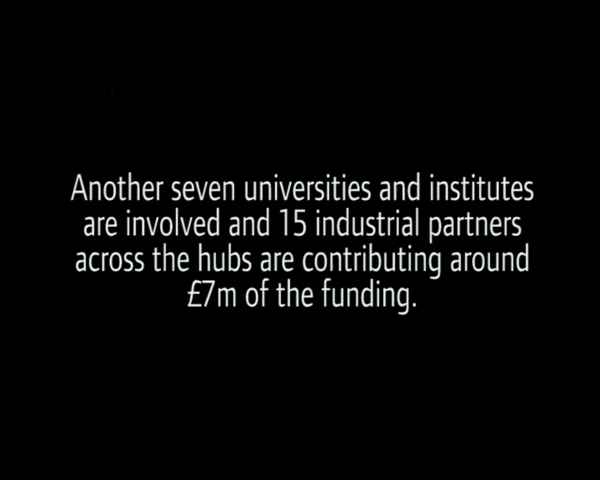 Another seven universities and institutes
are involved and 15 industrial partners
across the hubs are contributing around
£7m of the funding.